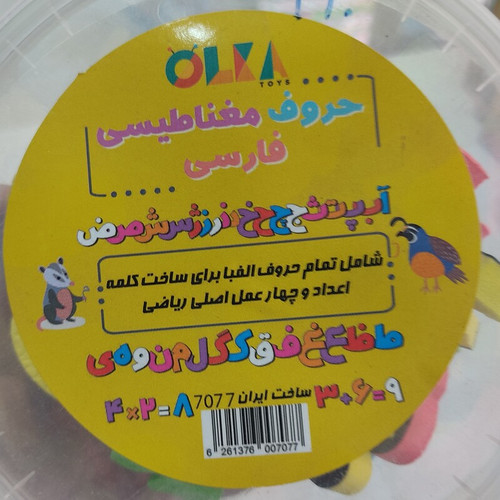 OLKA
TOYS
حروف مغناطیسی
فارسی
آ ب پ ت ث ج چ ح خ د ذ ر ز ژ س ش ص ض
شامل تمام حروف الفبا برای ساخت کلمه
اعداد و چهار عمل اصلی ریاضی
ط ظ ع غ ف ق ک گ ل م ن و ه ی
۴×۲=۸ 7077 ساخت ایران ۳+۶=۹
6 261376 007077